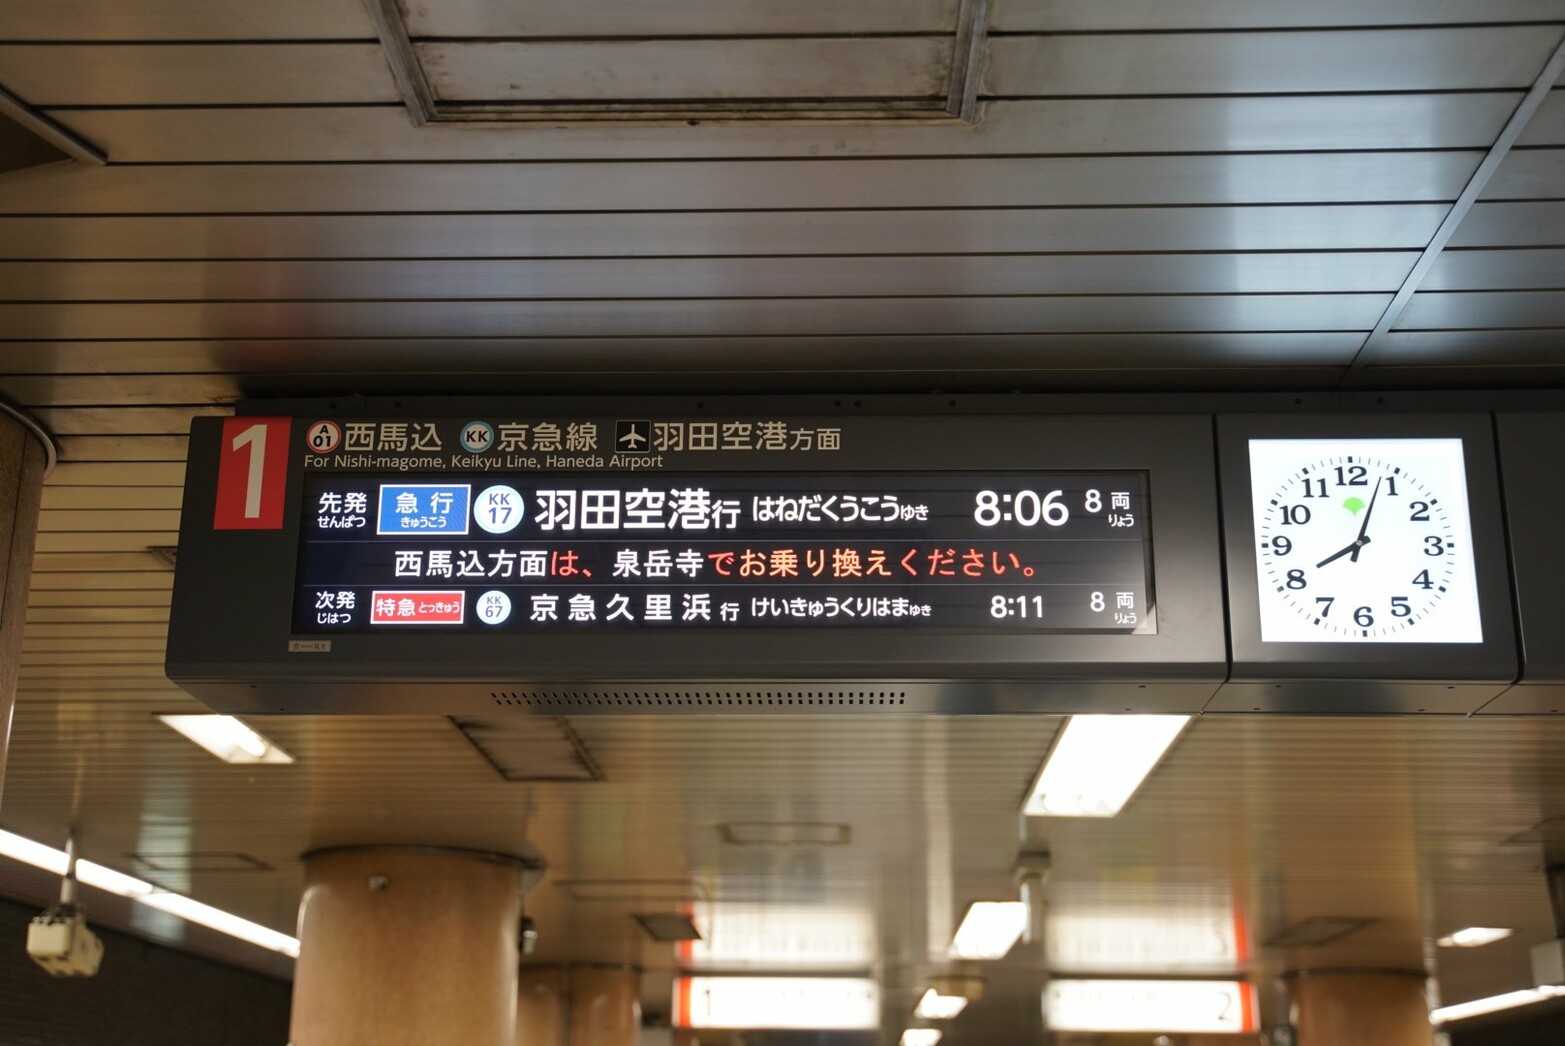 1
A 01 西馬込 KK 京急線 羽田空港方面
For Nishi-magome, Keikyu Line, Haneda Airport
先発 急行 KK 17 羽田空港行 はねだくうこうゆき 8:06 8両
せんぱつ きゅうこう りょう
西馬込方面は、泉岳寺でお乗り換えください。
次発 特急 とっきゅう KK 67 京急久里浜行 けいきゅうくりはまゆき 8:11 8両
じはつ りょう
12 1 2 3 4 5 6 7 8 9 10 11
1
2